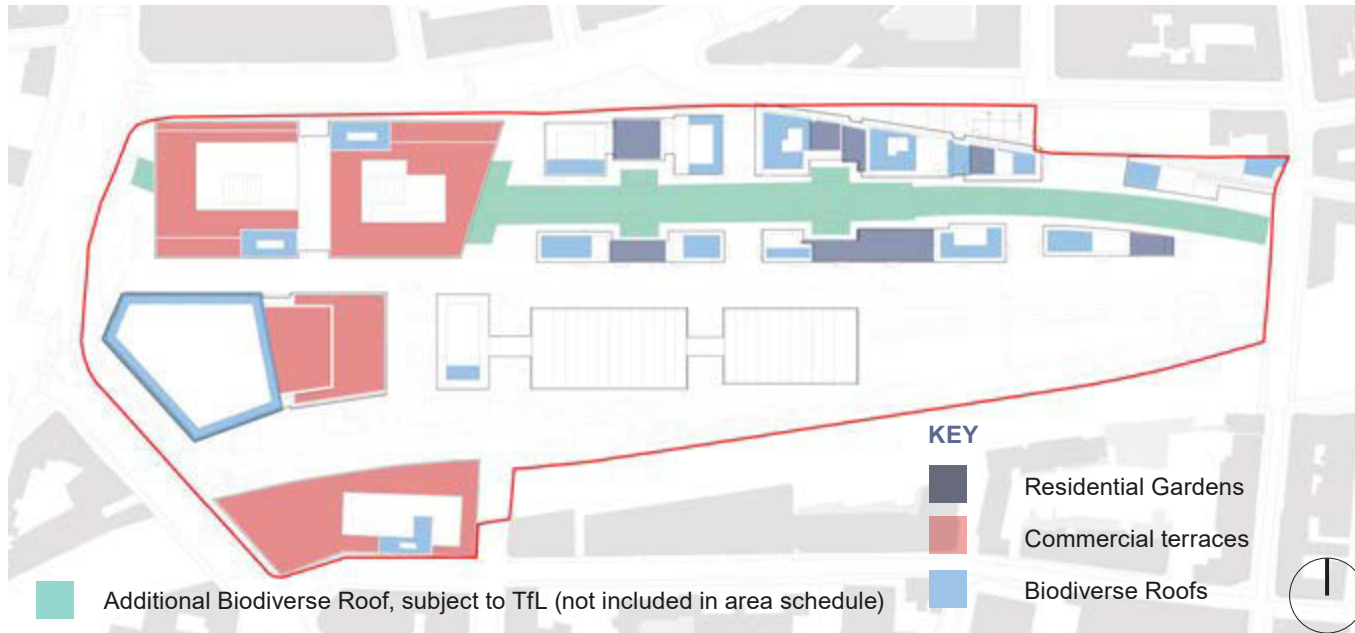 KEY
Residential Gardens
Commercial terraces
Biodiverse Roofs
Additional Biodiverse Roof, subject to TfL (not included in area schedule)